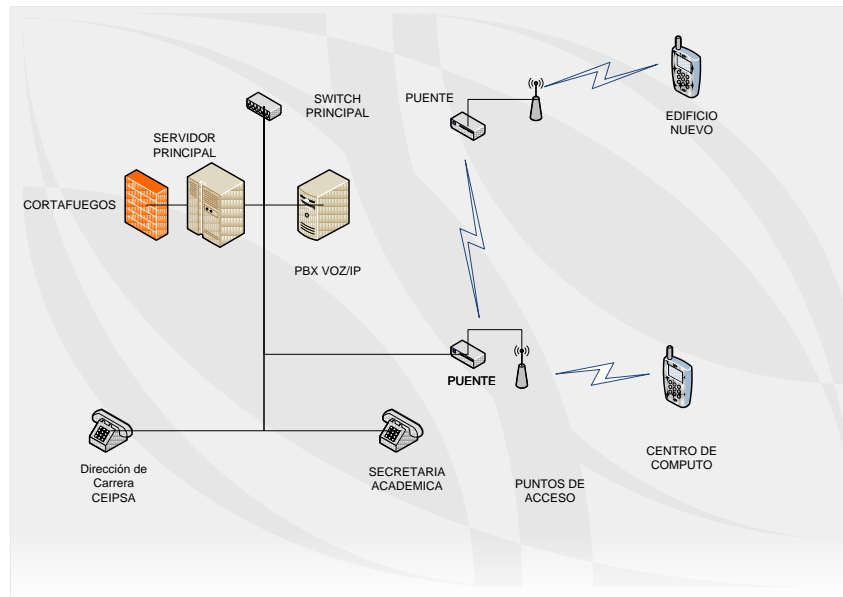 SWITCH
PRINCIPAL
PUENTE
EDIFICIO
NUEVO
SERVIDOR
PRINCIPAL
CORTAFUEGOS
PBX VOZ/IP
PUENTE
CENTRO DE
COMPUTO
Dirección de
Carrera
CEIPSA
SECRETARIA
ACADEMICA
PUNTOS DE
ACCESO